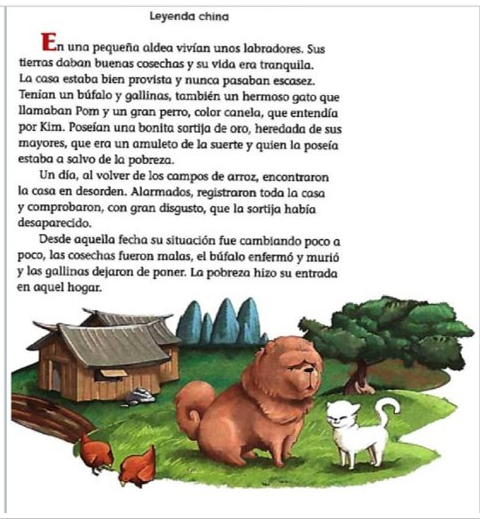 Leyenda china
En una pequeña aldea vivían unos labradores. Sus
tierras daban buenas cosechas y su vida era tranquila.
La casa estaba bien provista y nunca pasaban escasez.
Tenían un búfalo y gallinas, también un hermoso gato que
llamaban Pom y un gran perro, color canela, que entendía
por Kim. Poseían una bonita sortija de oro, heredada de sus
mayores, que era un amuleto de la suerte y quien la poseía
estaba a salvo de la pobreza.
Un día, al volver de los campos de arroz, encontraron
la casa en desorden. Alarmados, registraron toda la casa
y comprobaron, con gran disgusto, que la sortija había
desaparecido.
Desde aquella fecha su situación fue cambiando poco a
poco, las cosechas fueron malas, el búfalo enfermó y murió
y las gallinas dejaron de poner. La pobreza hizo su entrada
en aquel hogar.